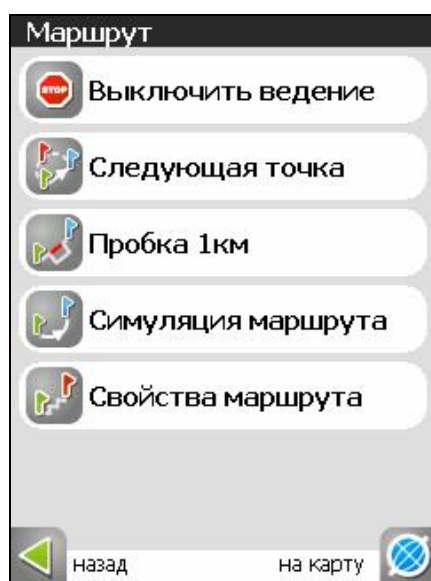 Маршрут
STOP
Выключить ведение
Следующая точка
Пробка 1км
Симуляция маршрута
Свойства маршрута
назад на карту